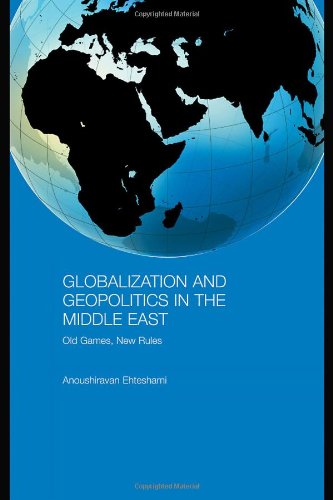 GLOBALIZATION AND
GEOPOLITICS IN THE
MIDDLE EAST
Old Games, New Rules
Anoushiravan Ehteshami
Copyrighted Material
Copyrighted Material